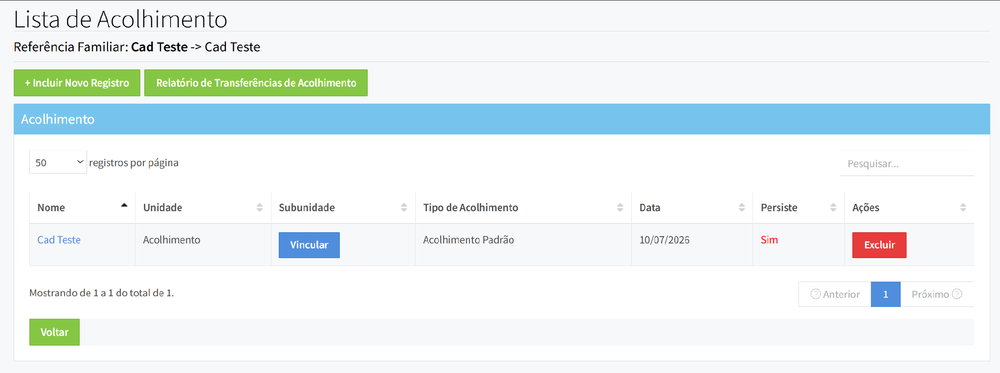 Lista de Acolhimento
Referência Familiar: Cad Teste -> Cad Teste
+ Incluir Novo Registro Relatório de Transferências de Acolhimento
Acolhimento
50 registros por página Pesquisar...
Nome Unidade Subunidade Tipo de Acolhimento Data Persiste Ações
Cad Teste Acolhimento Vincular Acolhimento Padrão 10/07/2026 Sim Excluir
Mostrando de 1 a 1 do total de 1. Anterior 1 Próximo
Voltar